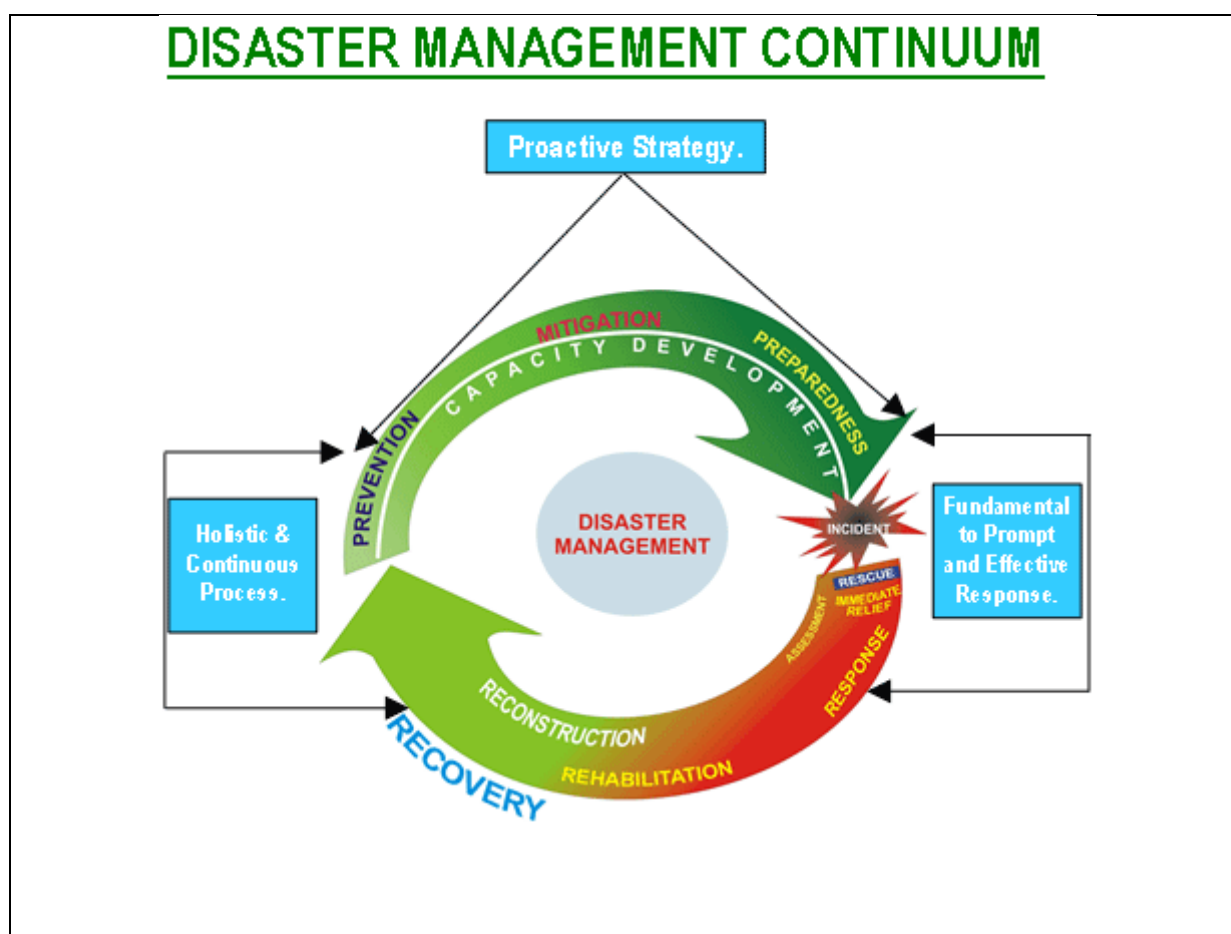 DISASTER MANAGEMENT CONTINUUM
Proactive Strategy.
MITIGATION
CAPACITY DEVELOPMENT
PREPAREDNESS
PREVENTION
Holistic &
Continuous
Process.
DISASTER
MANAGEMENT
INCIDENT
Fundamental
to Prompt
and Effective
Response.
RESCUE
IMMEDIATE
RELIEF
ASSESSMENT
RESPONSE
RECONSTRUCTION
REHABILITATION
RECOVERY